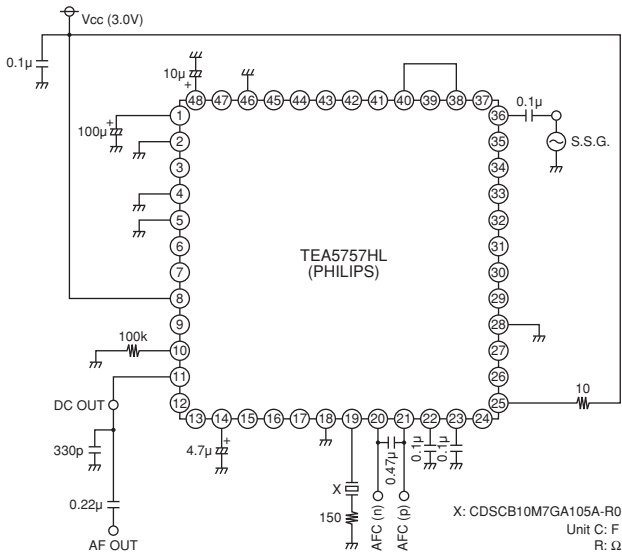 Vcc (3.0V)
0.1µ
10µ
+
48 47 46 45 44 43 42 41 40 39 38 37
100µ
+
1
2
3
4
5
6
7
8
9
10
11
12
36
35
34
33
32
31
30
29
28
27
26
25
0.1µ
S.S.G.
TEA5757HL
(PHILIPS)
100k
10
DC OUT
13 14 15 16 17 18 19 20 21 22 23 24
330p
4.7µ
+
0.47µ
0.1µ
0.1µ
0.22µ
X
150
AFC (n)
AFC (p)
AF OUT
X: CDSCB10M7GA105A-R0
Unit C: F
R: Ω